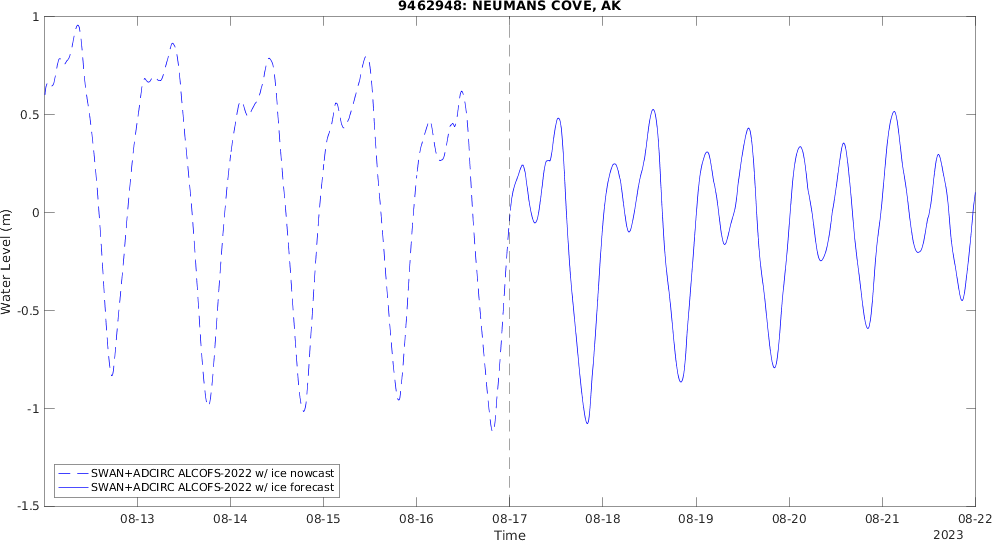 9462948: NEUMANS COVE, AK
1
0.5
0
-0.5
-1
-1.5
Water Level (m)
SWAN+ADCIRC ALCOFS-2022 w/ ice nowcast
SWAN+ADCIRC ALCOFS-2022 w/ ice forecast
08-13 08-14 08-15 08-16 08-17 08-18 08-19 08-20 08-21 08-22
Time
2023